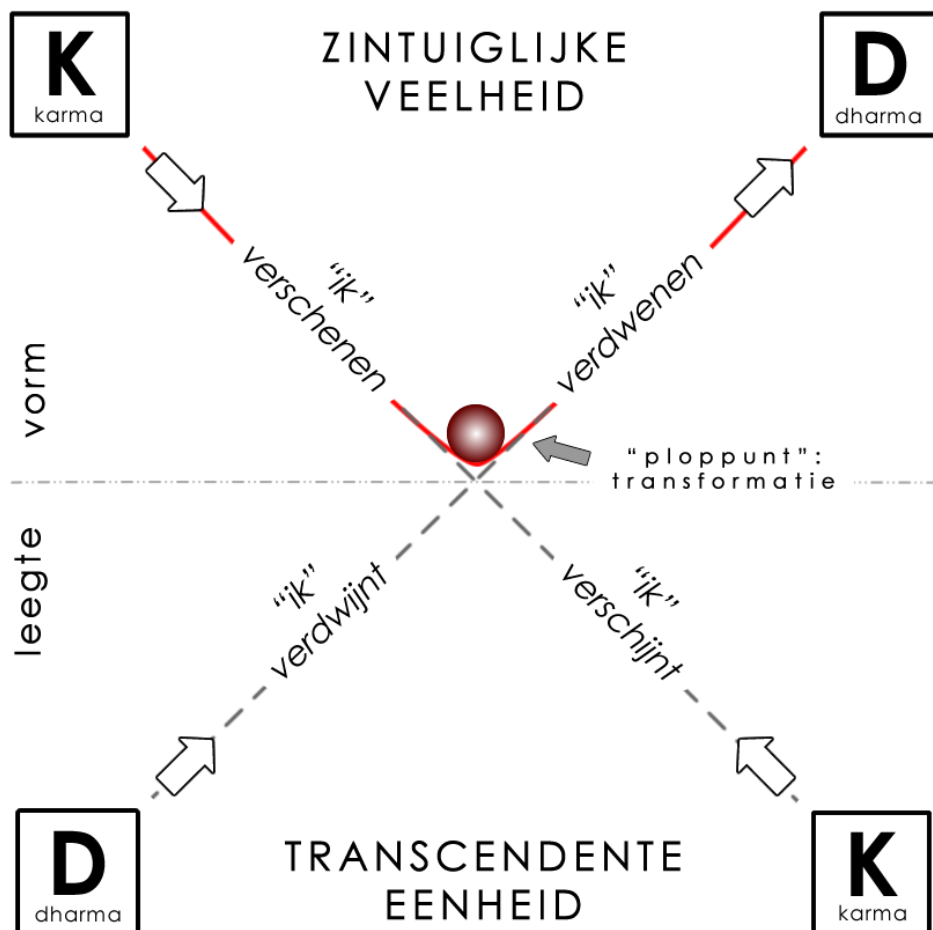 K
karma
ZINTUIGLIJKE
VEELHEID
D
dharma
“ik”
verschenen
“ik”
verdwenen
vorm
“ploppunt”:
transformatie
leegte
“ik”
verdwijnt
“ik”
verschijnt
D
dharma
TRANSCENDENTE
EENHEID
K
karma